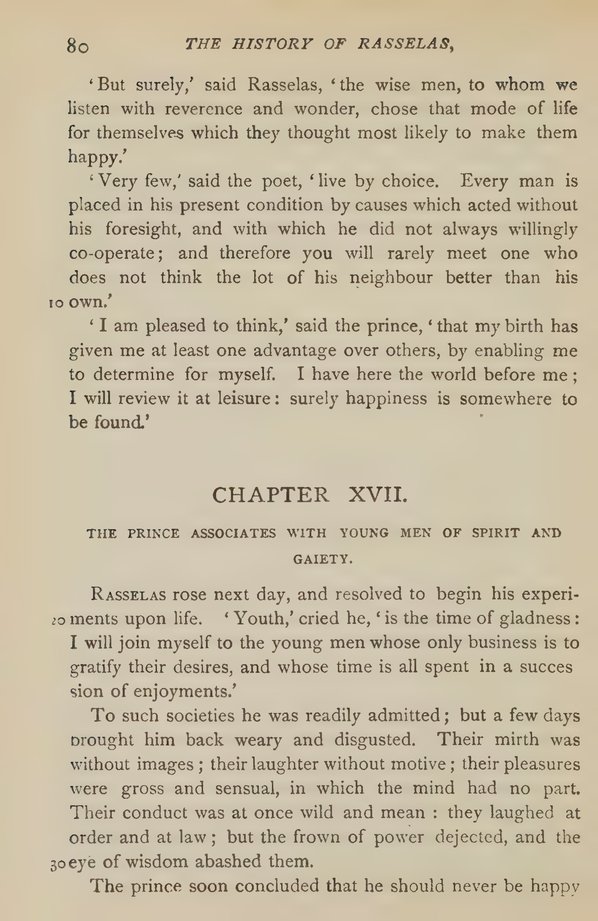 80 THE HISTORY OF RASSELAS,
‘But surely,’ said Rasselas, ‘the wise men, to whom we
listen with reverence and wonder, chose that mode of life
for themselves which they thought most likely to make them
happy.’
‘Very few,’ said the poet, ‘live by choice. Every man is
placed in his present condition by causes which acted without
his foresight, and with which he did not always willingly
co-operate; and therefore you will rarely meet one who
does not think the lot of his neighbour better than his
10 own.’
‘I am pleased to think,’ said the prince, ‘that my birth has
given me at least one advantage over others, by enabling me
to determine for myself. I have here the world before me;
I will review it at leisure: surely happiness is somewhere to
be found.’
CHAPTER XVII.
THE PRINCE ASSOCIATES WITH YOUNG MEN OF SPIRIT AND
GAIETY.
RASSELAS rose next day, and resolved to begin his experi-
20 ments upon life. ‘Youth,’ cried he, ‘is the time of gladness:
I will join myself to the young men whose only business is to
gratify their desires, and whose time is all spent in a succes
sion of enjoyments.’
To such societies he was readily admitted; but a few days
brought him back weary and disgusted. Their mirth was
without images; their laughter without motive; their pleasures
were gross and sensual, in which the mind had no part.
Their conduct was at once wild and mean: they laughed at
order and at law; but the frown of power dejected, and the
30 eye of wisdom abashed them.
The prince soon concluded that he should never be happy